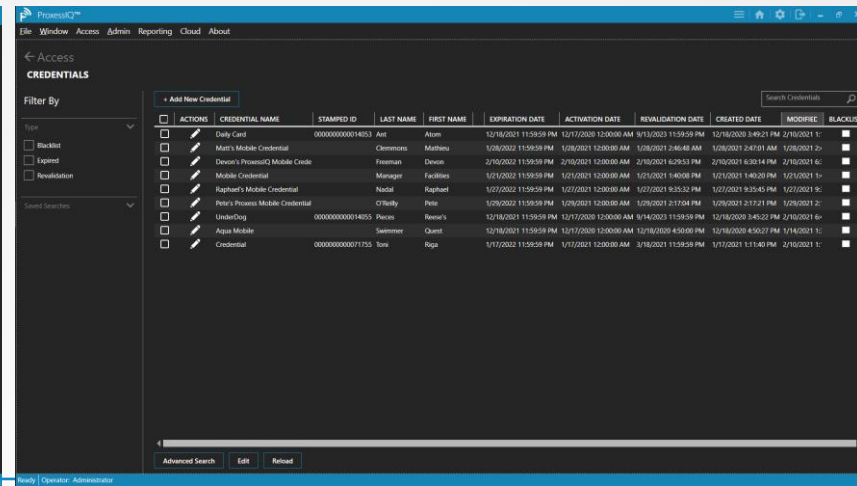 ProxessIQ™
File Window Access Admin Reporting Cloud About
Access
CREDENTIALS
Filter By
+ Add New Credential
Search Credentials
ACTIONS CREDENTIAL NAME STAMPED ID LAST NAME FIRST NAME EXPIRATION DATE ACTIVATION DATE REVALIDATION DATE CREATED DATE MODIFIED BLACKLIS
Type
Blacklist
Expired
Revalidation
Saved Searches
Daily Card 0000000000014053 Ant Atom 12/18/2021 11:59:59 PM 12/17/2020 12:00:00 AM 9/13/2023 11:59:59 PM 12/18/2020 3:49:21 PM 2/10/2021 1:
Matt's Mobile Credential Clemmons Mathieu 1/28/2022 11:59:59 PM 1/28/2021 12:00:00 AM 1/28/2021 2:46:48 AM 1/28/2021 2:47:01 AM 1/28/2021 2:
Devon's ProxessIQ Mobile Crede Freeman Devon 2/10/2022 11:59:59 PM 2/10/2021 12:00:00 AM 2/10/2021 6:29:53 PM 2/10/2021 6:30:14 PM 2/10/2021 6:
Mobile Credential Manager Facilities 1/21/2022 11:59:59 PM 1/21/2021 12:00:00 AM 1/21/2021 1:40:08 PM 1/21/2021 1:40:20 PM 1/21/2021 1:
Raphael's Mobile Credential Nadal Raphael 1/27/2022 11:59:59 PM 1/27/2021 12:00:00 AM 1/27/2021 9:35:32 PM 1/27/2021 9:35:45 PM 1/27/2021 9:
Pete's Proxess Mobile Credential O'Reilly Pete 1/29/2022 11:59:59 PM 1/29/2021 12:00:00 AM 1/29/2021 2:17:04 PM 1/29/2021 2:17:21 PM 1/29/2021 2:
UnderDog 0000000000014055 Pieces Reese's 12/18/2021 11:59:59 PM 12/17/2020 12:00:00 AM 9/14/2023 11:59:59 PM 12/18/2020 3:45:22 PM 2/10/2021 6:
Aqua Mobile Swimmer Quest 12/18/2021 11:59:59 PM 12/18/2020 12:00:00 AM 12/18/2020 4:50:00 PM 12/18/2020 4:50:27 PM 1/14/2021 1:
Credential 0000000000071755 Toni Riga 1/17/2022 11:59:59 PM 1/17/2021 12:00:00 AM 3/18/2021 11:59:59 PM 1/17/2021 1:11:40 PM 2/10/2021 1:
Advanced Search Edit Reload
Ready Operator: Administrator